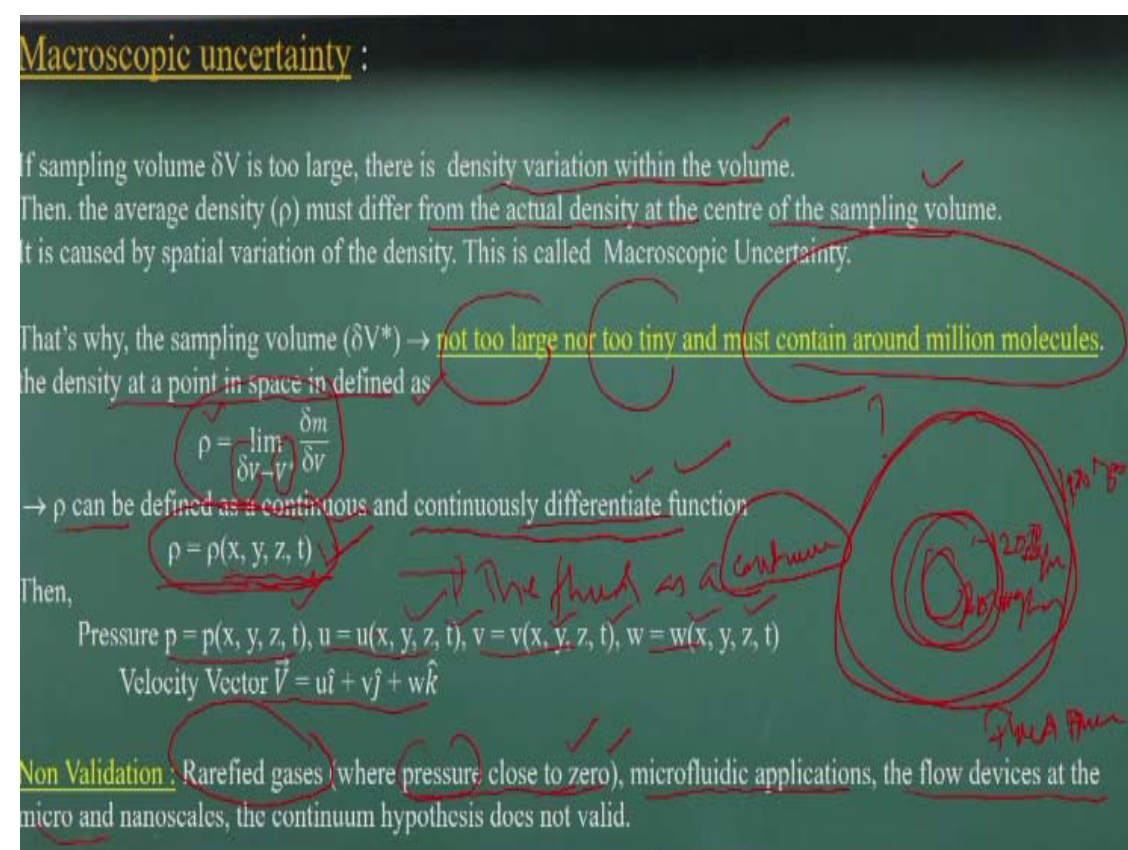 Macroscopic uncertainty :
If sampling volume δV is too large, there is density variation within the volume.
Then. the average density (ρ) must differ from the actual density at the centre of the sampling volume.
It is caused by spatial variation of the density. This is called Macroscopic Uncertainty.
That's why, the sampling volume (δV*) → not too large nor too tiny and must contain around million molecules.
the density at a point in space in defined as
ρ = lim δV→V* δm/δV
→ ρ can be defined as a continuous and continuously differentiate function
ρ = ρ(x, y, z, t)
→ The fluid as a continuum
Then,
Pressure p = p(x, y, z, t), u = u(x, y, z, t), v = v(x, y, z, t), w = w(x, y, z, t)
Velocity Vector V⃗ = uî + vĵ + wk̂
Non Validation : Rarefied gases (where pressure close to zero), microfluidic applications, the flow devices at the
micro and nanoscales, the continuum hypothesis does not valid.